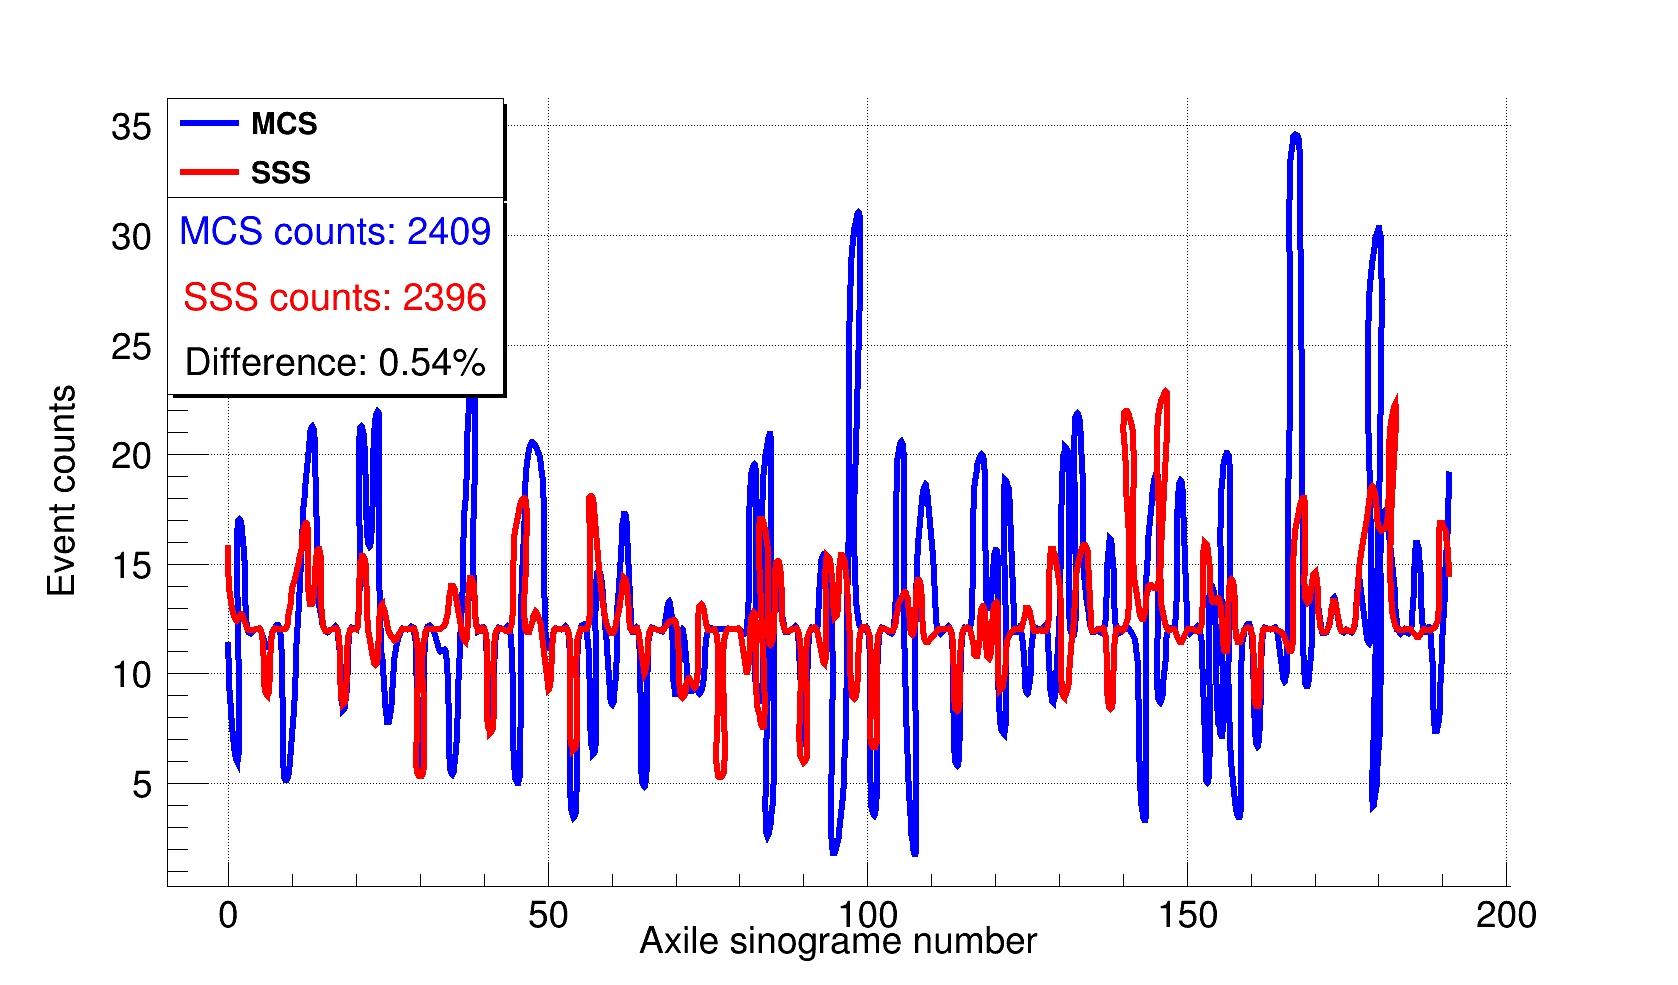 MCS
SSS
MCS counts: 2409
SSS counts: 2396
Difference: 0.54%
35
30
25
20
15
10
5
Event counts
0 50 100 150 200
Axile sinograme number